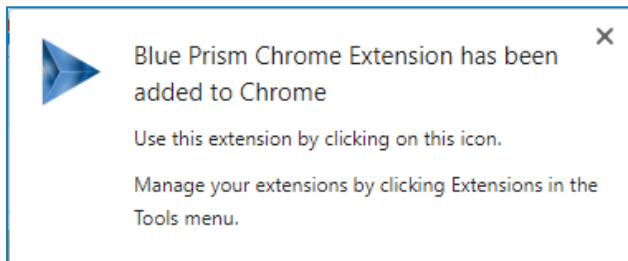 Blue Prism Chrome Extension has been
added to Chrome
Use this extension by clicking on this icon.
Manage your extensions by clicking Extensions in the
Tools menu.